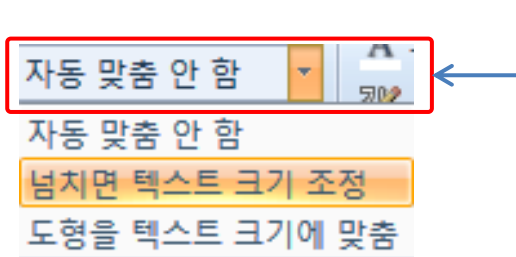 자동 맞춤 안 함
자동 맞춤 안 함
넘치면 텍스트 크기 조정
도형을 텍스트 크기에 맞춤